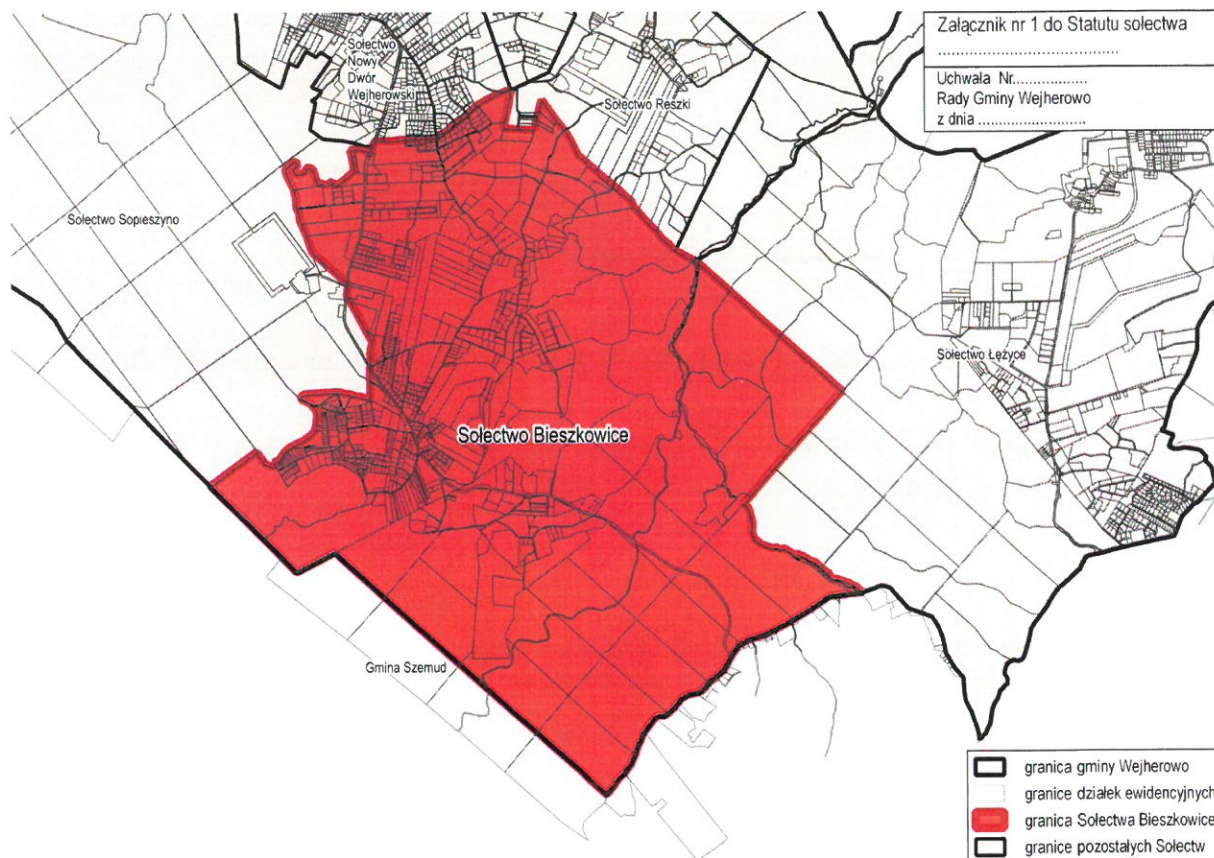 Załącznik nr 1 do Statutu sołectwa
.......................................
Uchwała Nr..................
Rady Gminy Wejherowo
z dnia ..........................
Sołectwo
Nowy
Dwór
Wejherowski
Sołectwo Reszki
Sołectwo Sopieszyno
Sołectwo Łężyce
Sołectwo Bieszkowice
Gmina Szemud
granica gminy Wejherowo
granice działek ewidencyjnych
granica Sołectwa Bieszkowice
granice pozostałych Sołectw